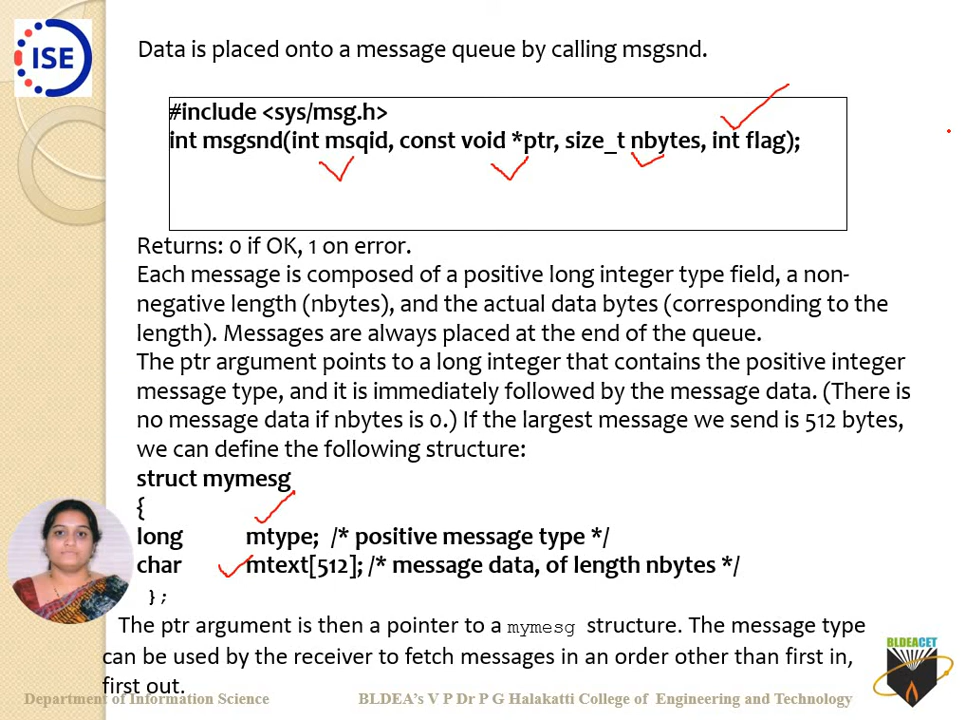 ISE
Data is placed onto a message queue by calling msgsnd.
#include <sys/msg.h>
int msgsnd(int msqid, const void *ptr, size_t nbytes, int flag);
Returns: 0 if OK, 1 on error.
Each message is composed of a positive long integer type field, a non-
negative length (nbytes), and the actual data bytes (corresponding to the
length). Messages are always placed at the end of the queue.
The ptr argument points to a long integer that contains the positive integer
message type, and it is immediately followed by the message data. (There is
no message data if nbytes is 0.) If the largest message we send is 512 bytes,
we can define the following structure:
struct mymesg
{
long mtype; /* positive message type */
char mtext[512]; /* message data, of length nbytes */
};
The ptr argument is then a pointer to a mymesg structure. The message type
can be used by the receiver to fetch messages in an order other than first in,
first out.
BLDEACET
Department of Information Science BLDEA's V P Dr P G Halakatti College of Engineering and Technology